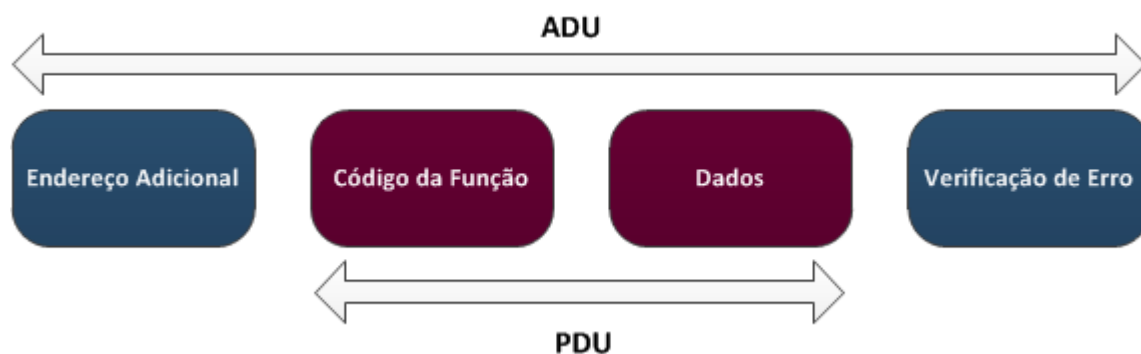 ADU
Endereço Adicional
Código da Função
Dados
Verificação de Erro
PDU